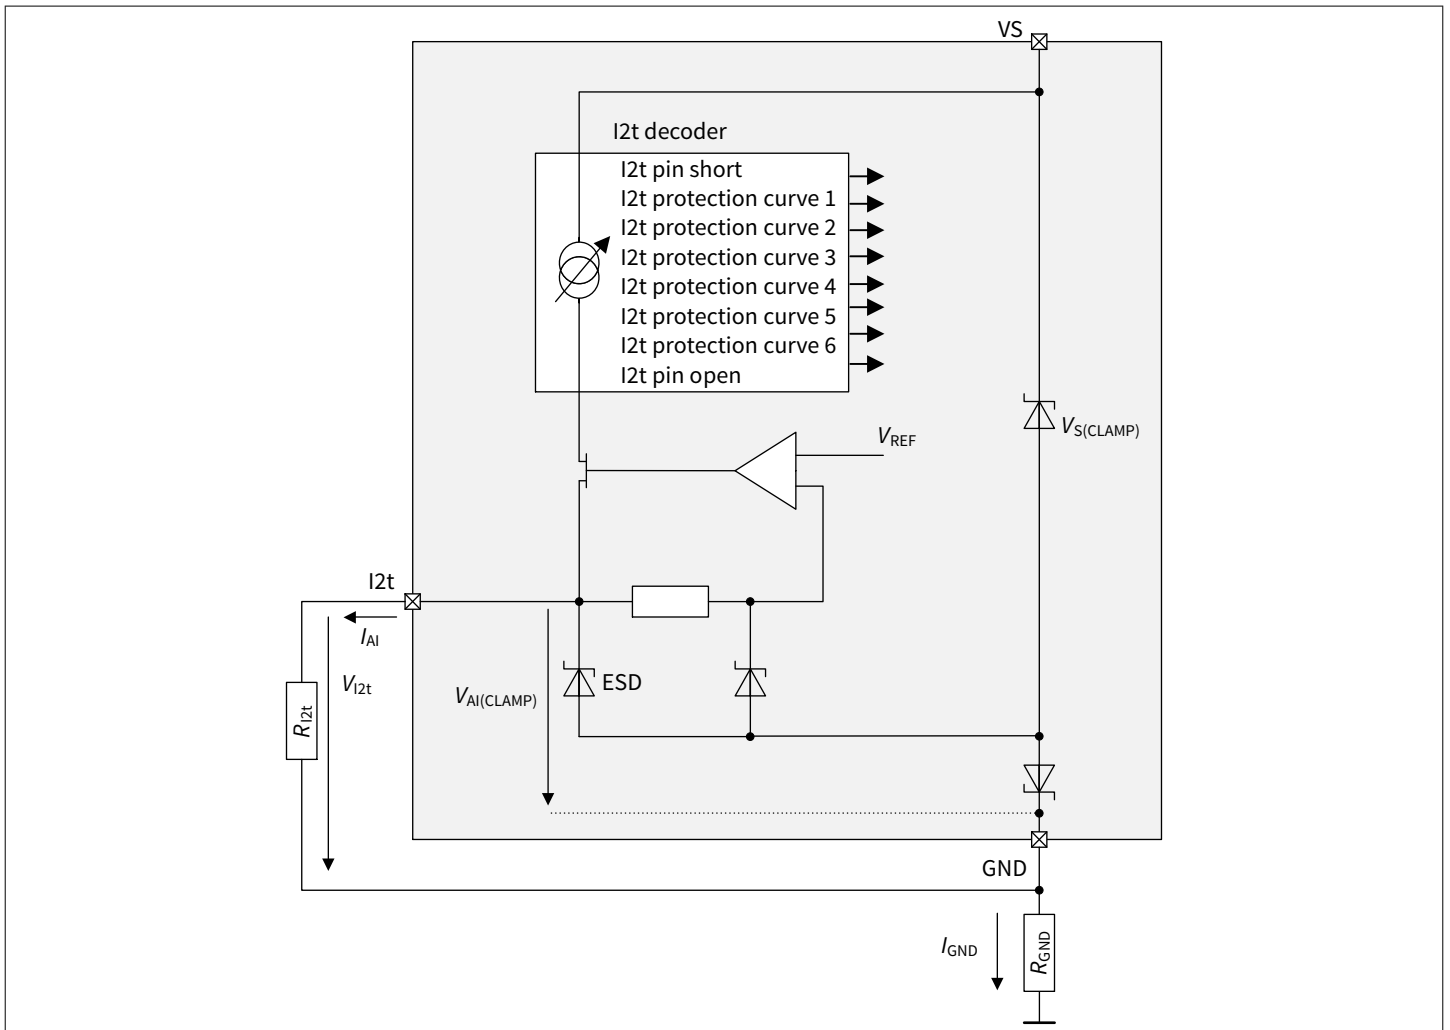 VS
I2t decoder
I2t pin short
I2t protection curve 1
I2t protection curve 2
I2t protection curve 3
I2t protection curve 4
I2t protection curve 5
I2t protection curve 6
I2t pin open
VS(CLAMP)
VREF
I2t
IAI
VI2t
RI2t
VAI(CLAMP)
ESD
GND
IGND
RGND